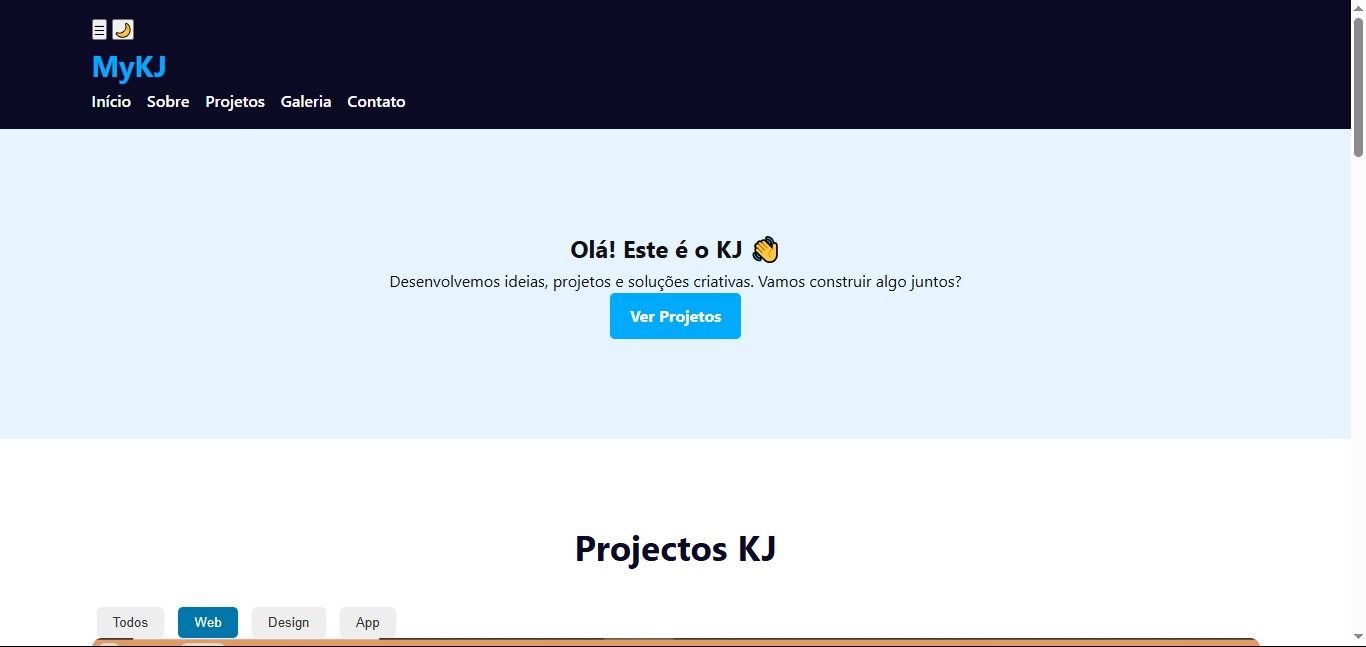 ☰ 🌙
MyKJ
Início Sobre Projetos Galeria Contato
Olá! Este é o KJ 👋
Desenvolvemos ideias, projetos e soluções criativas. Vamos construir algo juntos?
Ver Projetos
Projectos KJ
Todos Web Design App